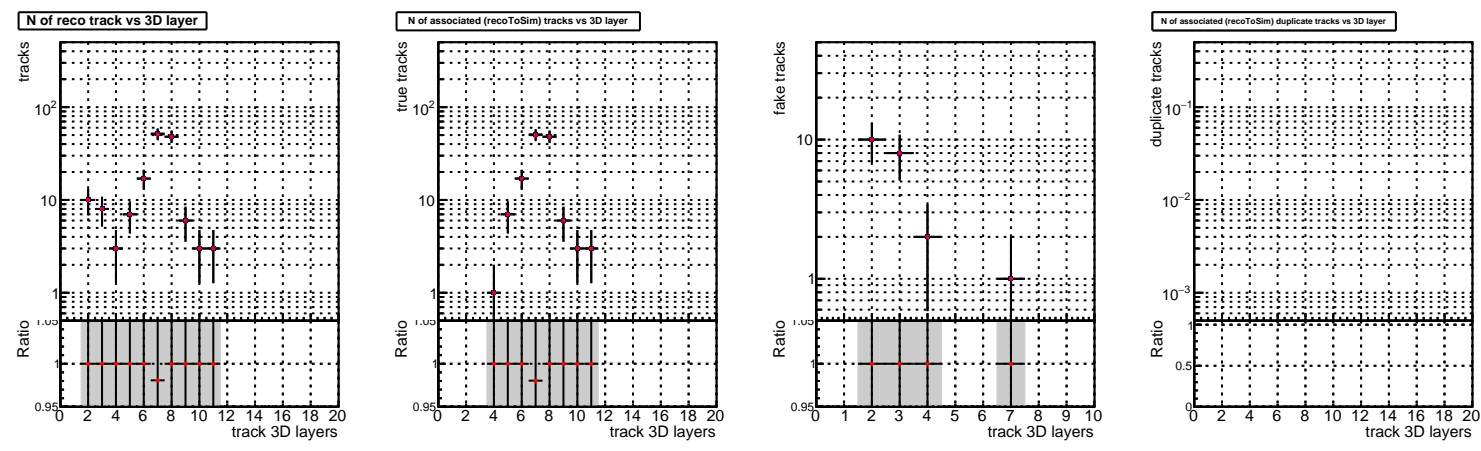 N of reco track vs 3D layer
tracks
10²
10
1
Ratio
1.05
1
0.95
0 2 4 6 8 10 12 14 16 18 20
track 3D layers
N of associated (recoToSim) tracks vs 3D layer
true tracks
10²
10
1
Ratio
1.05
1
0.95
0 2 4 6 8 10 12 14 16 18 20
track 3D layers
fake tracks
10
1
Ratio
1.05
1
0.95
0 1 2 3 4 5 6 7 8 9 10
track 3D layers
N of associated (recoToSim) duplicate tracks vs 3D layer
duplicate tracks
10⁻¹
10⁻²
10⁻³
Ratio
1
0.5
0
0 2 4 6 8 10 12 14 16 18 20
track 3D layers